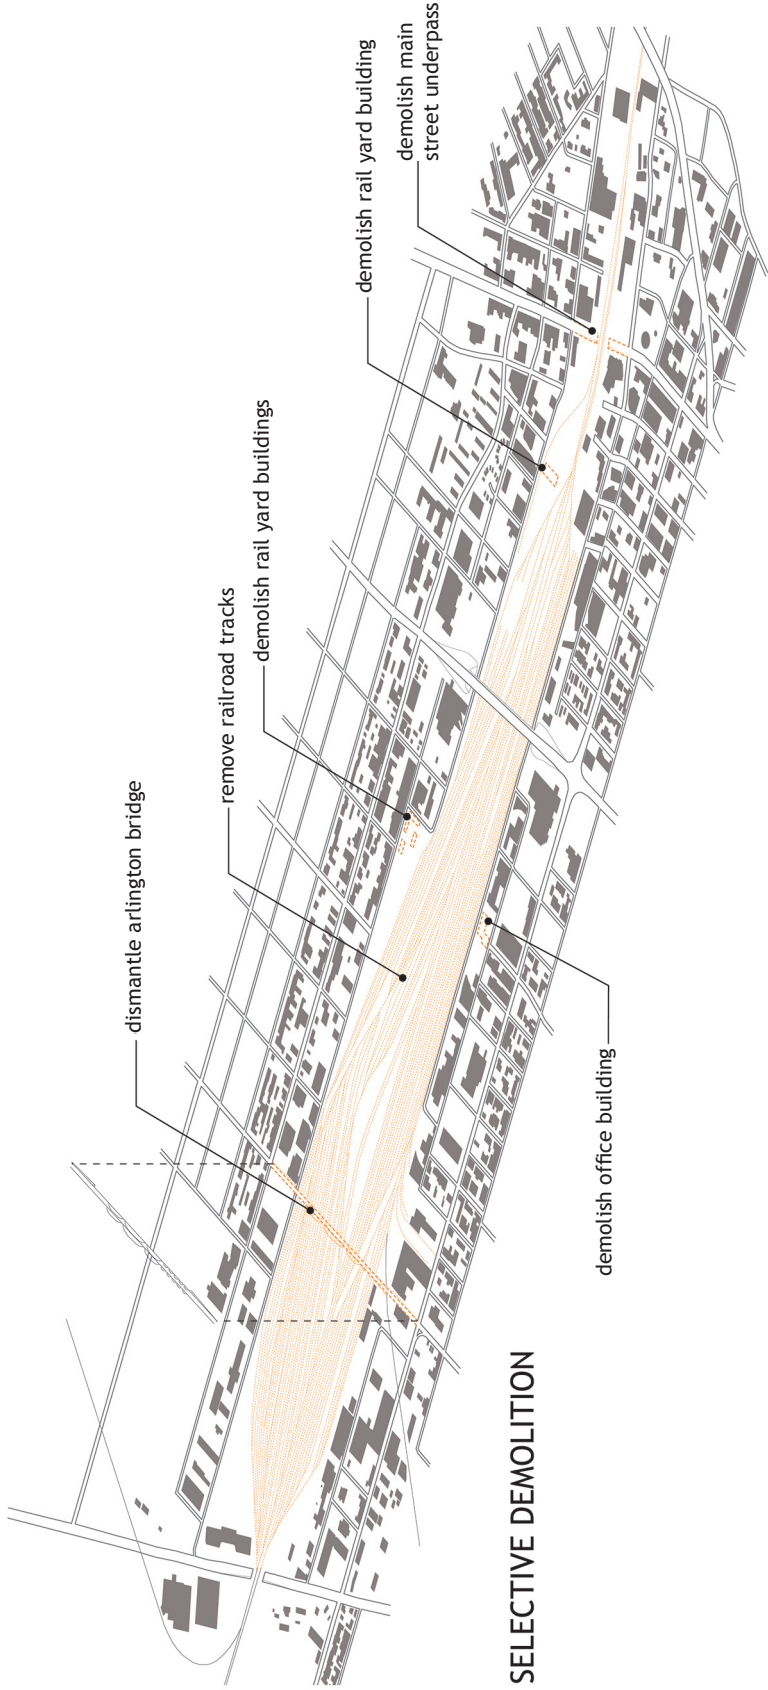 dismantle arlington bridge
remove railroad tracks
demolish rail yard buildings
demolish rail yard building
demolish main
street underpass
demolish office building
SELECTIVE DEMOLITION